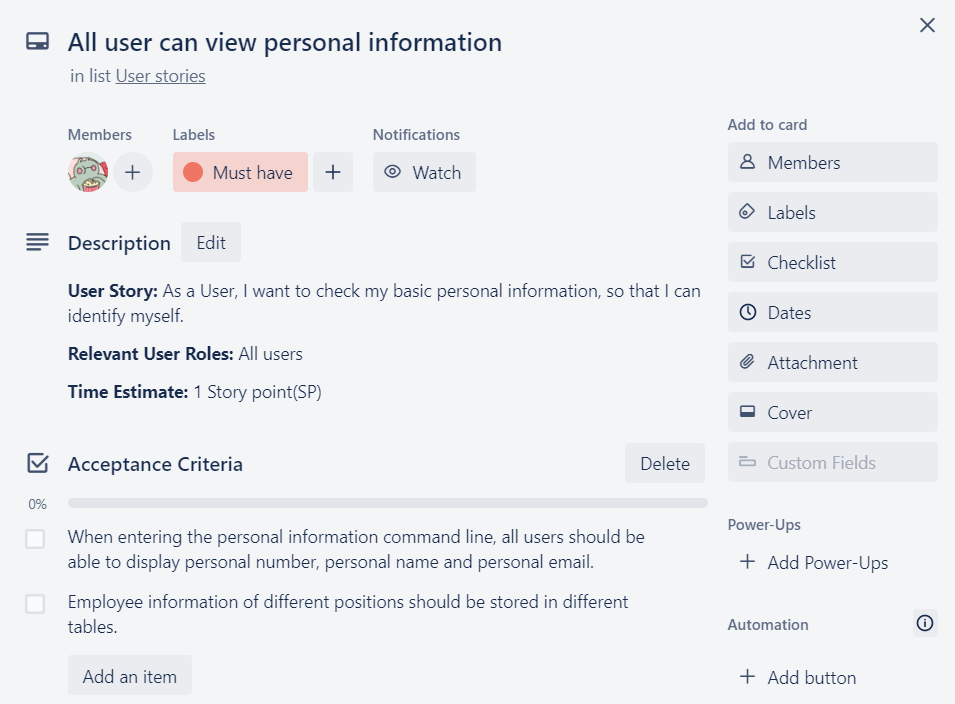 All user can view personal information
in list User stories
Members
Labels
Notifications
Must have
Watch
Description
Edit
User Story: As a User, I want to check my basic personal information, so that I can
identify myself.
Relevant User Roles: All users
Time Estimate: 1 Story point(SP)
Acceptance Criteria
Delete
0%
When entering the personal information command line, all users should be
able to display personal number, personal name and personal email.
Employee information of different positions should be stored in different
tables.
Add an item
Add to card
Members
Labels
Checklist
Dates
Attachment
Cover
Custom Fields
Power-Ups
Add Power-Ups
Automation
Add button